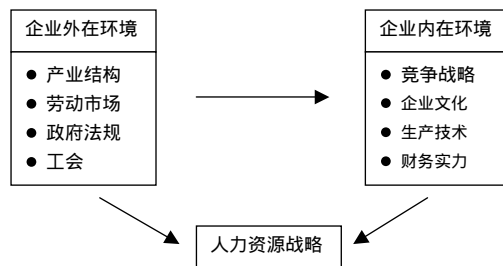 企业外在环境
● 产业结构
● 劳动市场
● 政府法规
● 工会
企业内在环境
● 竞争战略
● 企业文化
● 生产技术
● 财务实力
人力资源战略